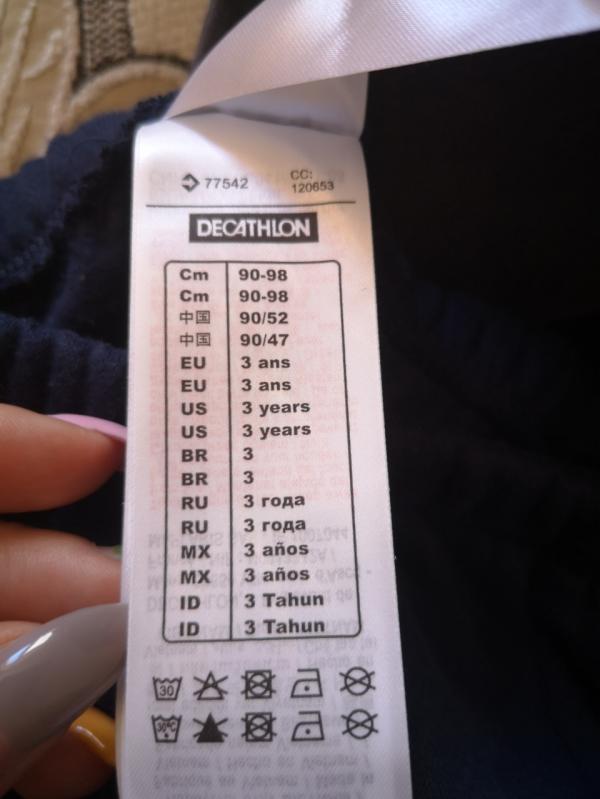 77542 CC: 120653
DECATHLON
Cm 90-98
Cm 90-98
中国 90/52
中国 90/47
EU 3 ans
EU 3 ans
US 3 years
US 3 years
BR 3
BR 3
RU 3 года
RU 3 года
MX 3 años
MX 3 años
ID 3 Tahun
ID 3 Tahun
30
30°C